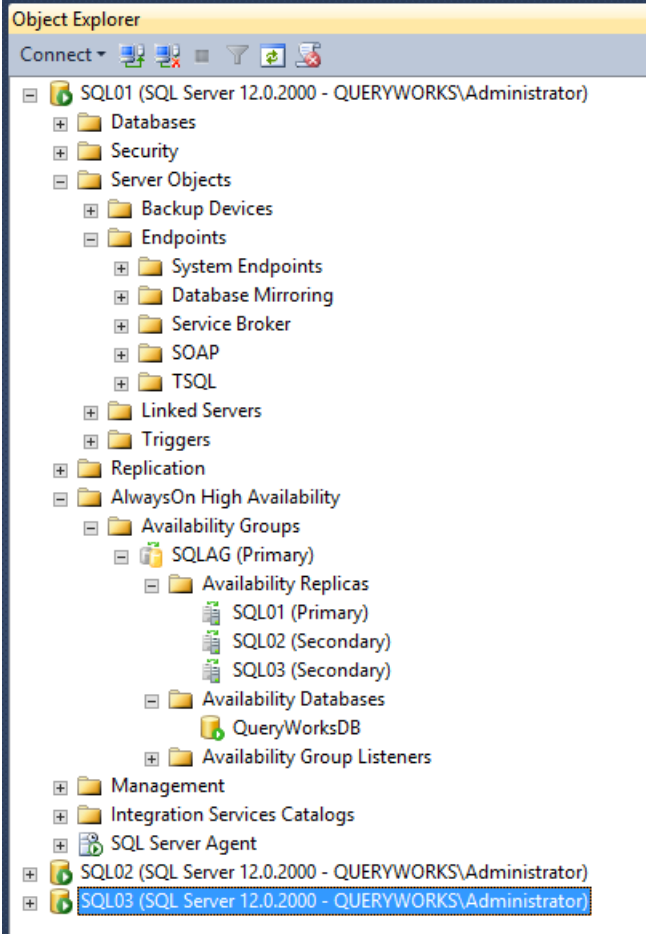 Object Explorer
Connect
SQL01 (SQL Server 12.0.2000 - QUERYWORKS\Administrator)
Databases
Security
Server Objects
Backup Devices
Endpoints
System Endpoints
Database Mirroring
Service Broker
SOAP
TSQL
Linked Servers
Triggers
Replication
AlwaysOn High Availability
Availability Groups
SQLAG (Primary)
Availability Replicas
SQL01 (Primary)
SQL02 (Secondary)
SQL03 (Secondary)
Availability Databases
QueryWorksDB
Availability Group Listeners
Management
Integration Services Catalogs
SQL Server Agent
SQL02 (SQL Server 12.0.2000 - QUERYWORKS\Administrator)
SQL03 (SQL Server 12.0.2000 - QUERYWORKS\Administrator)